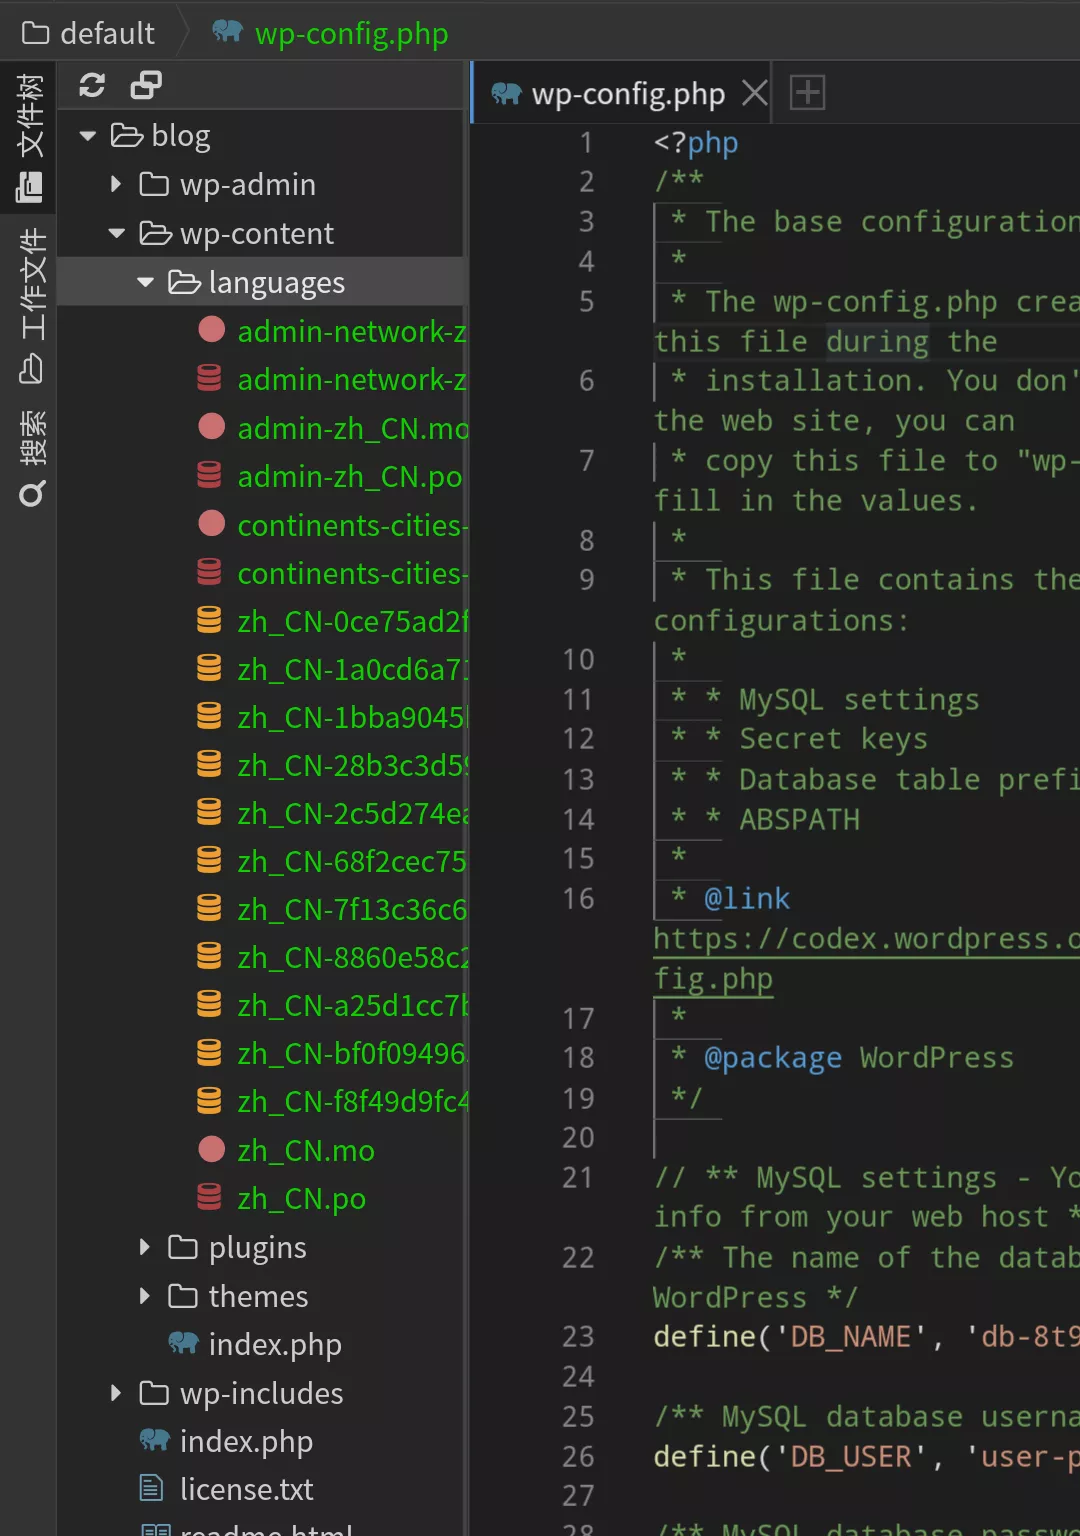 default
wp-config.php
文件树
工作文件
搜索
blog
wp-admin
wp-content
languages
admin-network-z
admin-network-z
admin-zh_CN.mo
admin-zh_CN.po
continents-cities-
continents-cities-
zh_CN-0ce75ad2f
zh_CN-1a0cd6a71
zh_CN-1bba9045
zh_CN-28b3c3d59
zh_CN-2c5d274ea
zh_CN-68f2cec75
zh_CN-7f13c36c6
zh_CN-8860e58c2
zh_CN-a25d1cc7b
zh_CN-bf0f09496
zh_CN-f8f49d9fc4
zh_CN.mo
zh_CN.po
plugins
themes
index.php
wp-includes
index.php
license.txt
readme.html
wp-config.php
1 <?php
2 /**
3 * The base configuration
4 *
5 * The wp-config.php crea
this file during the
6 * installation. You don'
the web site, you can
7 * copy this file to "wp-
fill in the values.
8 *
9 * This file contains the
configurations:
10 *
11 * * MySQL settings
12 * * Secret keys
13 * * Database table prefi
14 * * ABSPATH
15 *
16 * @link
https://codex.wordpress.o
fig.php
17 *
18 * @package WordPress
19 */
20
21 // ** MySQL settings - Yo
info from your web host *
22 /** The name of the datab
WordPress */
23 define('DB_NAME', 'db-8t9
24
25 /** MySQL database userna
26 define('DB_USER', 'user-p
27
28 /** MySQL database passwo